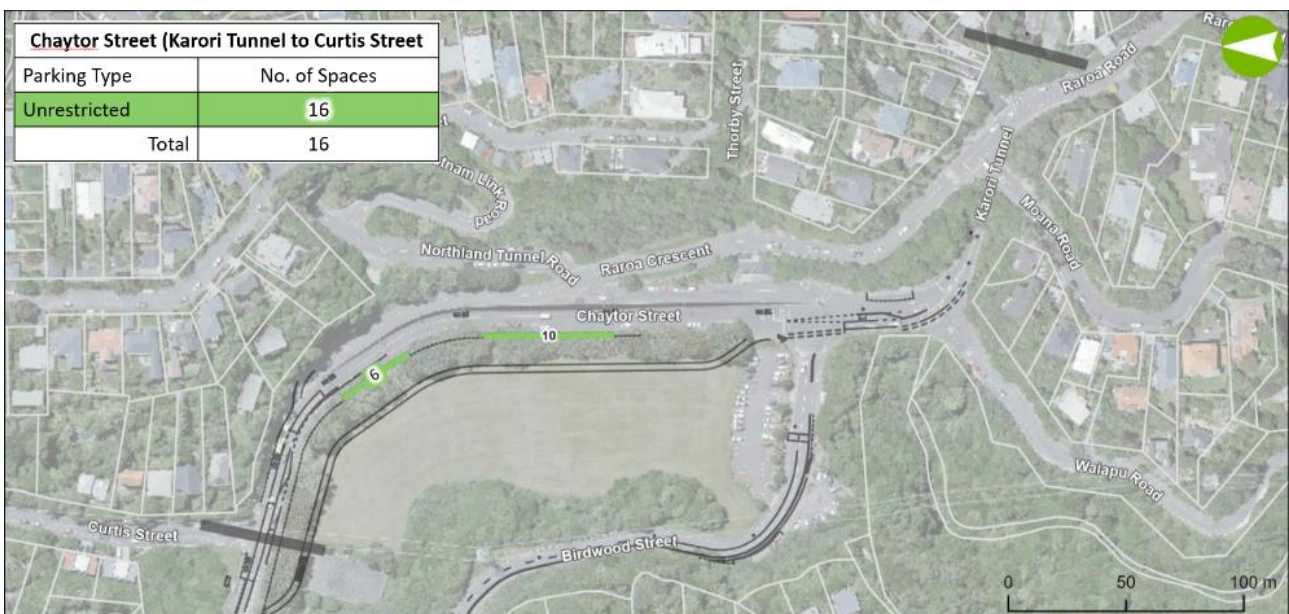 Chaytor Street (Karori Tunnel to Curtis Street
Parking Type No. of Spaces
Unrestricted 16
Total 16
Raroa Road
Thorby Street
Karori Tunnel
Moana Road
Link Road
Northland Tunnel Road
Raroa Crescent
Chaytor Street
10
6
Waiapu Road
Curtis Street
Birdwood Street
0 50 100 m